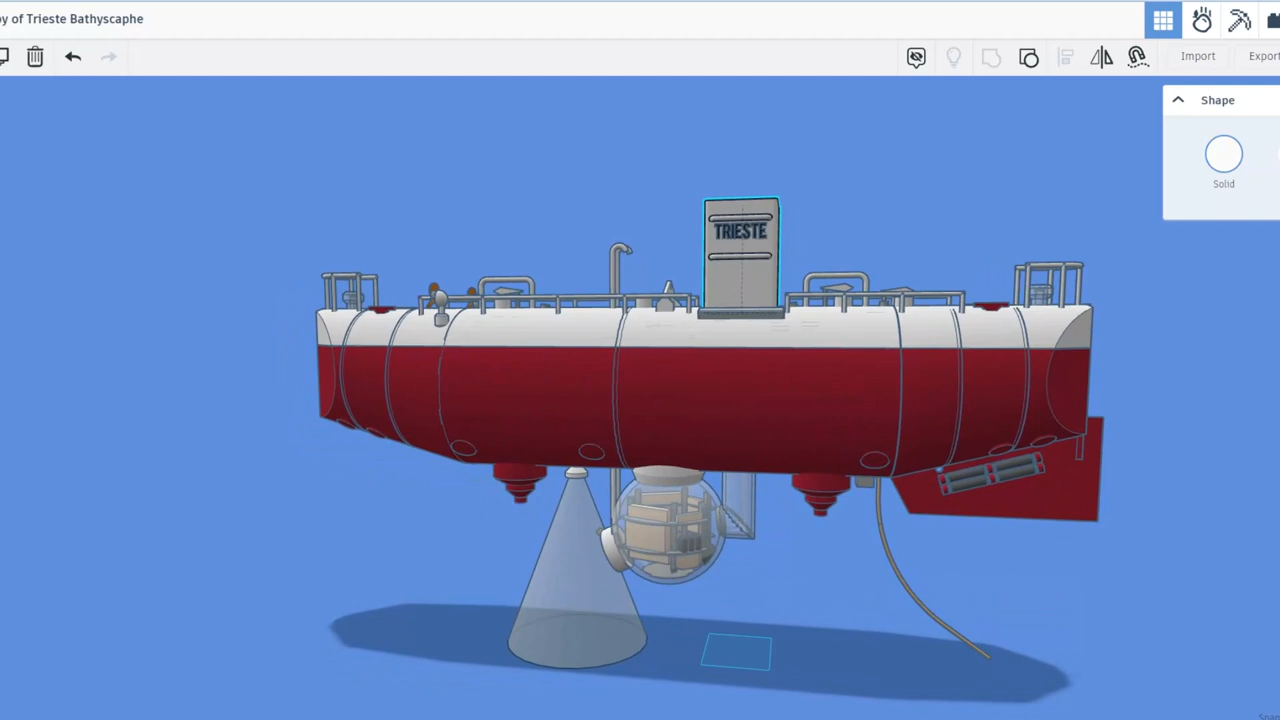 y of Trieste Bathyscaphe
Import
Export
Shape
Solid
TRIESTE